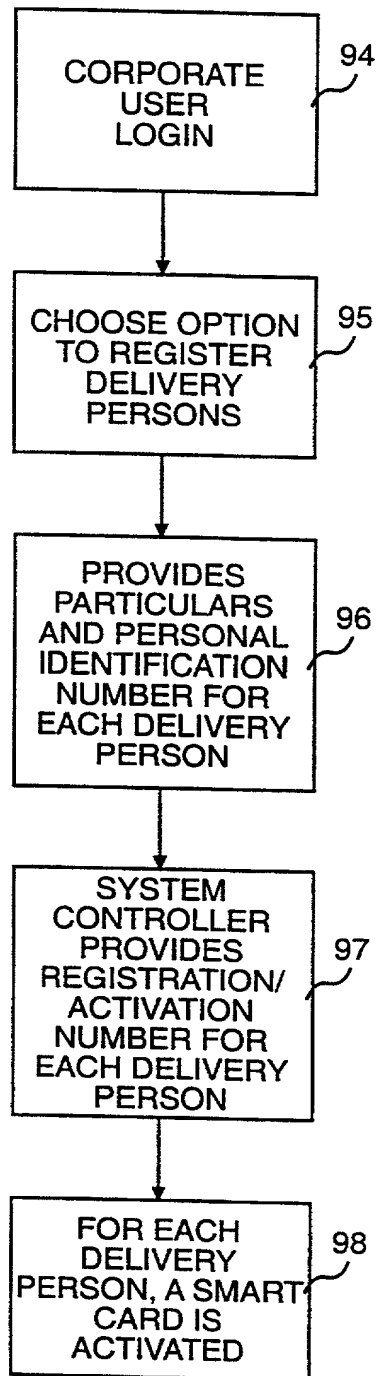 CORPORATE
USER
LOGIN
94
CHOOSE OPTION
TO REGISTER
DELIVERY
PERSONS
95
PROVIDES
PARTICULARS
AND PERSONAL
IDENTIFICATION
NUMBER FOR
EACH DELIVERY
PERSON
96
SYSTEM
CONTROLLER
PROVIDES
REGISTRATION/
ACTIVATION
NUMBER FOR
EACH DELIVERY
PERSON
97
FOR EACH
DELIVERY
PERSON, A SMART
CARD IS
ACTIVATED
98